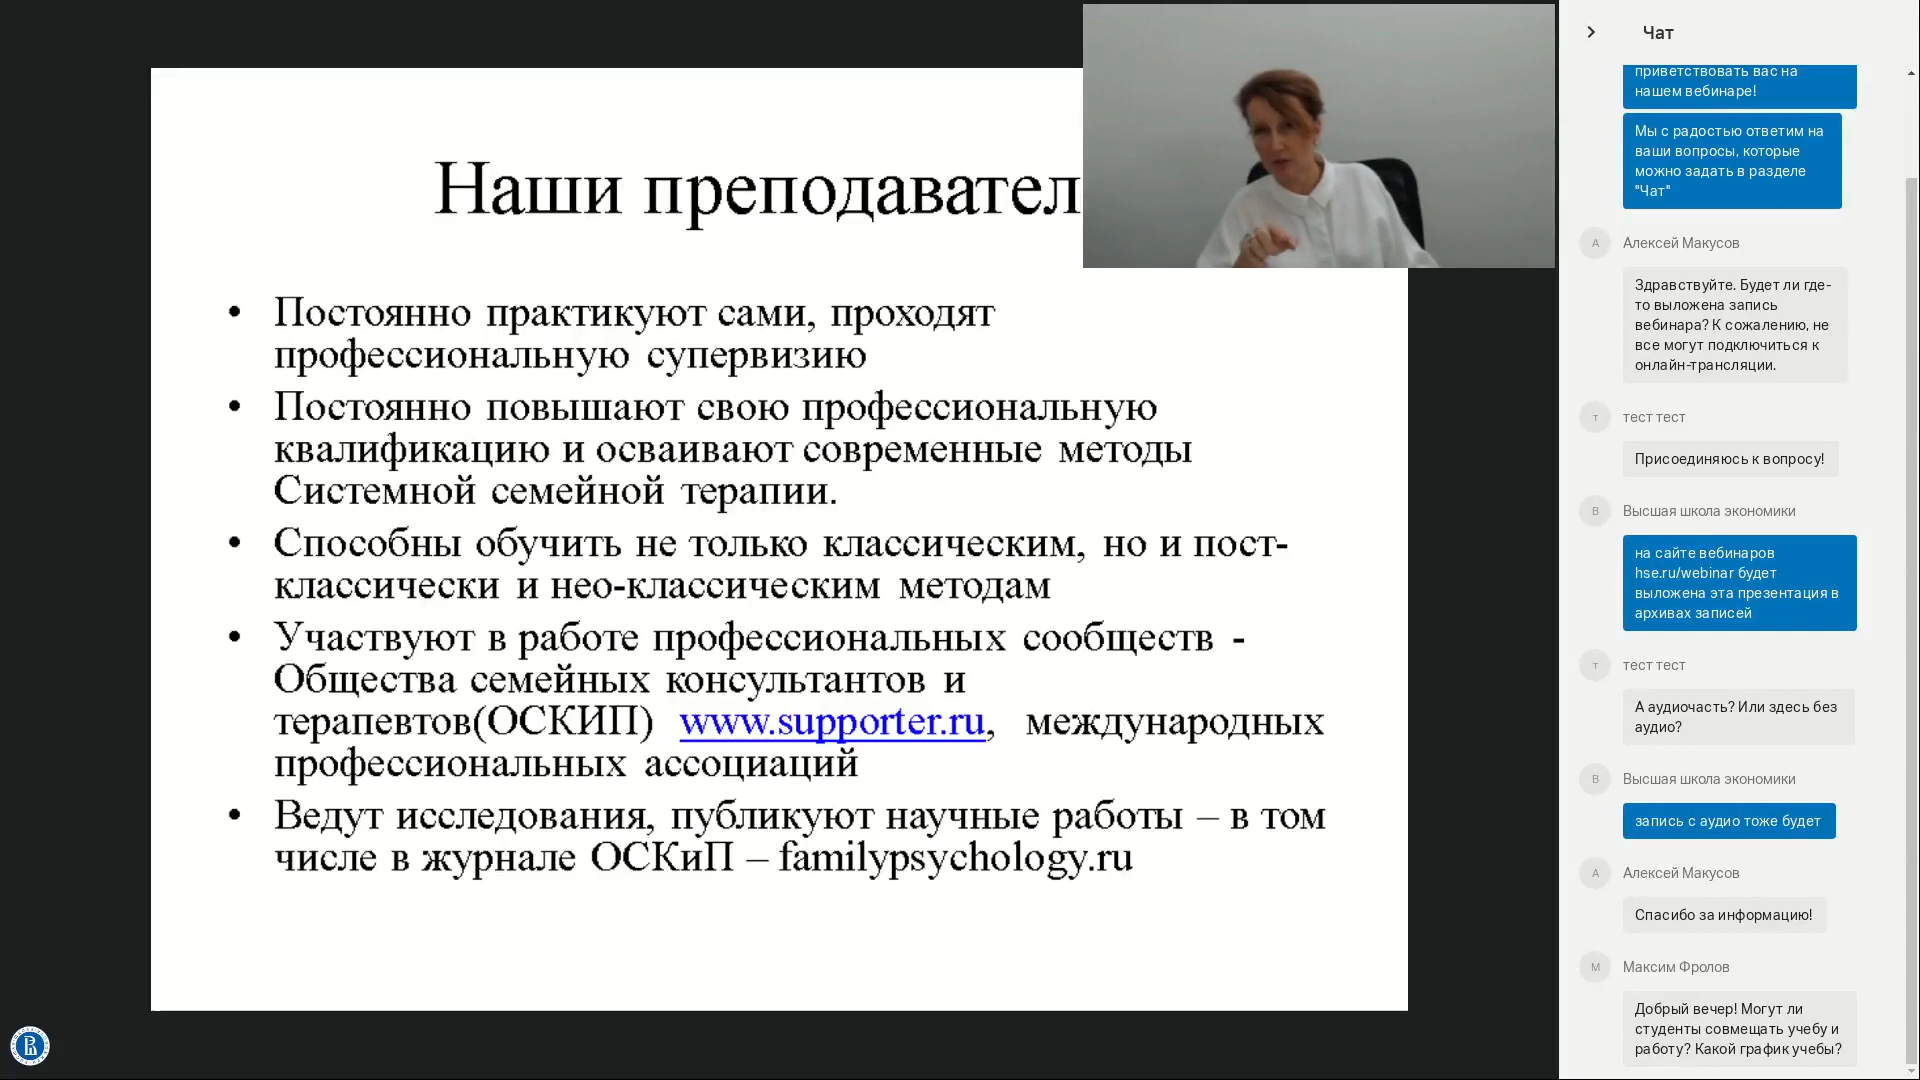 Наши преподавател
Постоянно практикуют сами, проходят
профессиональную супервизию
Постоянно повышают свою профессиональную
квалификацию и осваивают современные методы
Системной семейной терапии.
Способны обучить не только классическим, но и пост-
классически и нео-классическим методам
Участвуют в работе профессиональных сообществ -
Общества семейных консультантов и
терапевтов(ОСКИП) www.supporter.ru, международных
профессиональных ассоциаций
Ведут исследования, публикуют научные работы – в том
числе в журнале ОСКиП – familypsychology.ru
Чат
приветствовать вас на
нашем вебинаре!
Мы с радостью ответим на
ваши вопросы, которые
можно задать в разделе
"Чат"
А
Алексей Макусов
Здравствуйте. Будет ли где-
то выложена запись
вебинара? К сожалению, не
все могут подключиться к
онлайн-трансляции.
т
тест тест
Присоединяюсь к вопросу!
В
Высшая школа экономики
на сайте вебинаров
hse.ru/webinar будет
выложена эта презентация в
архивах записей
т
тест тест
А аудиочасть? Или здесь без
аудио?
В
Высшая школа экономики
запись с аудио тоже будет
А
Алексей Макусов
Спасибо за информацию!
М
Максим Фролов
Добрый вечер! Могут ли
студенты совмещать учебу и
работу? Какой график учебы?